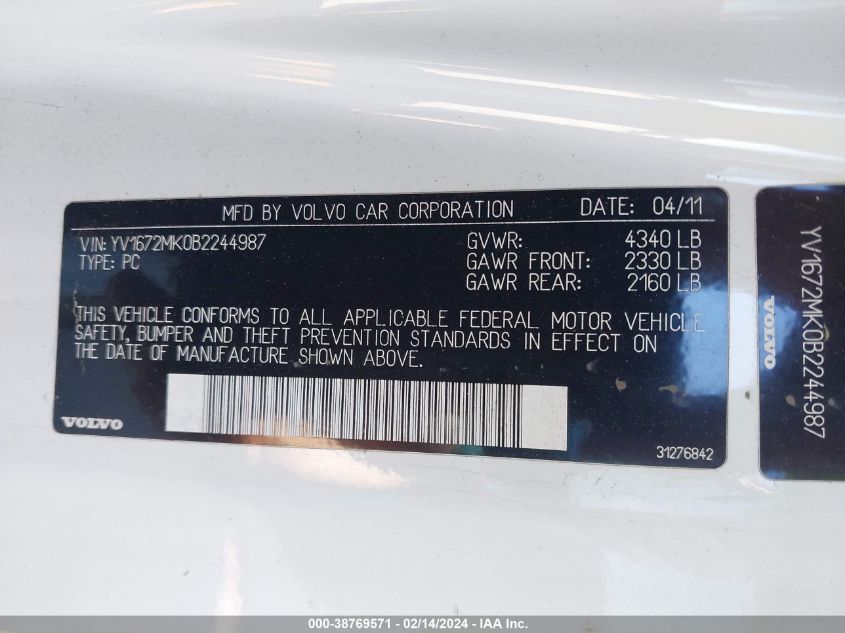 MFD BY VOLVO CAR CORPORATION DATE: 04/11
VIN: YV1672MK0B2244987 GVWR: 4340 LB
TYPE: PC GAWR FRONT: 2330 LB
GAWR REAR: 2160 LB
THIS VEHICLE CONFORMS TO ALL APPLICABLE FEDERAL MOTOR VEHICLE
SAFETY, BUMPER AND THEFT PREVENTION STANDARDS IN EFFECT ON
THE DATE OF MANUFACTURE SHOWN ABOVE.
VOLVO
31276842
YV1672MK0B2244987
VOLVO
000-38769571 / 02/14/2024 - IAA Inc.